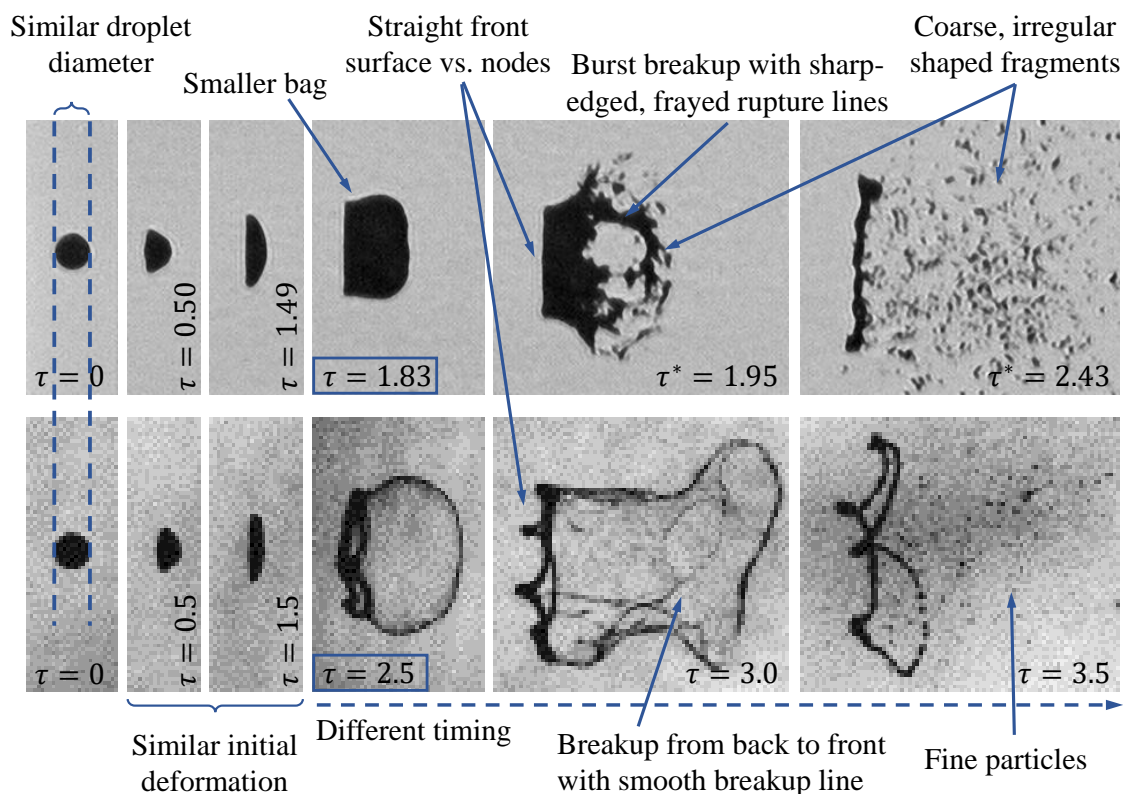 Similar droplet
diameter
Smaller bag
Straight front
surface vs. nodes
Burst breakup with sharp-
edged, frayed rupture lines
Coarse, irregular
shaped fragments
τ = 0
τ = 0.50
τ = 1.49
τ = 1.83
τ* = 1.95
τ* = 2.43
τ = 0
τ = 0.5
τ = 1.5
τ = 2.5
τ = 3.0
τ = 3.5
Similar initial
deformation
Different timing
Breakup from back to front
with smooth breakup line
Fine particles